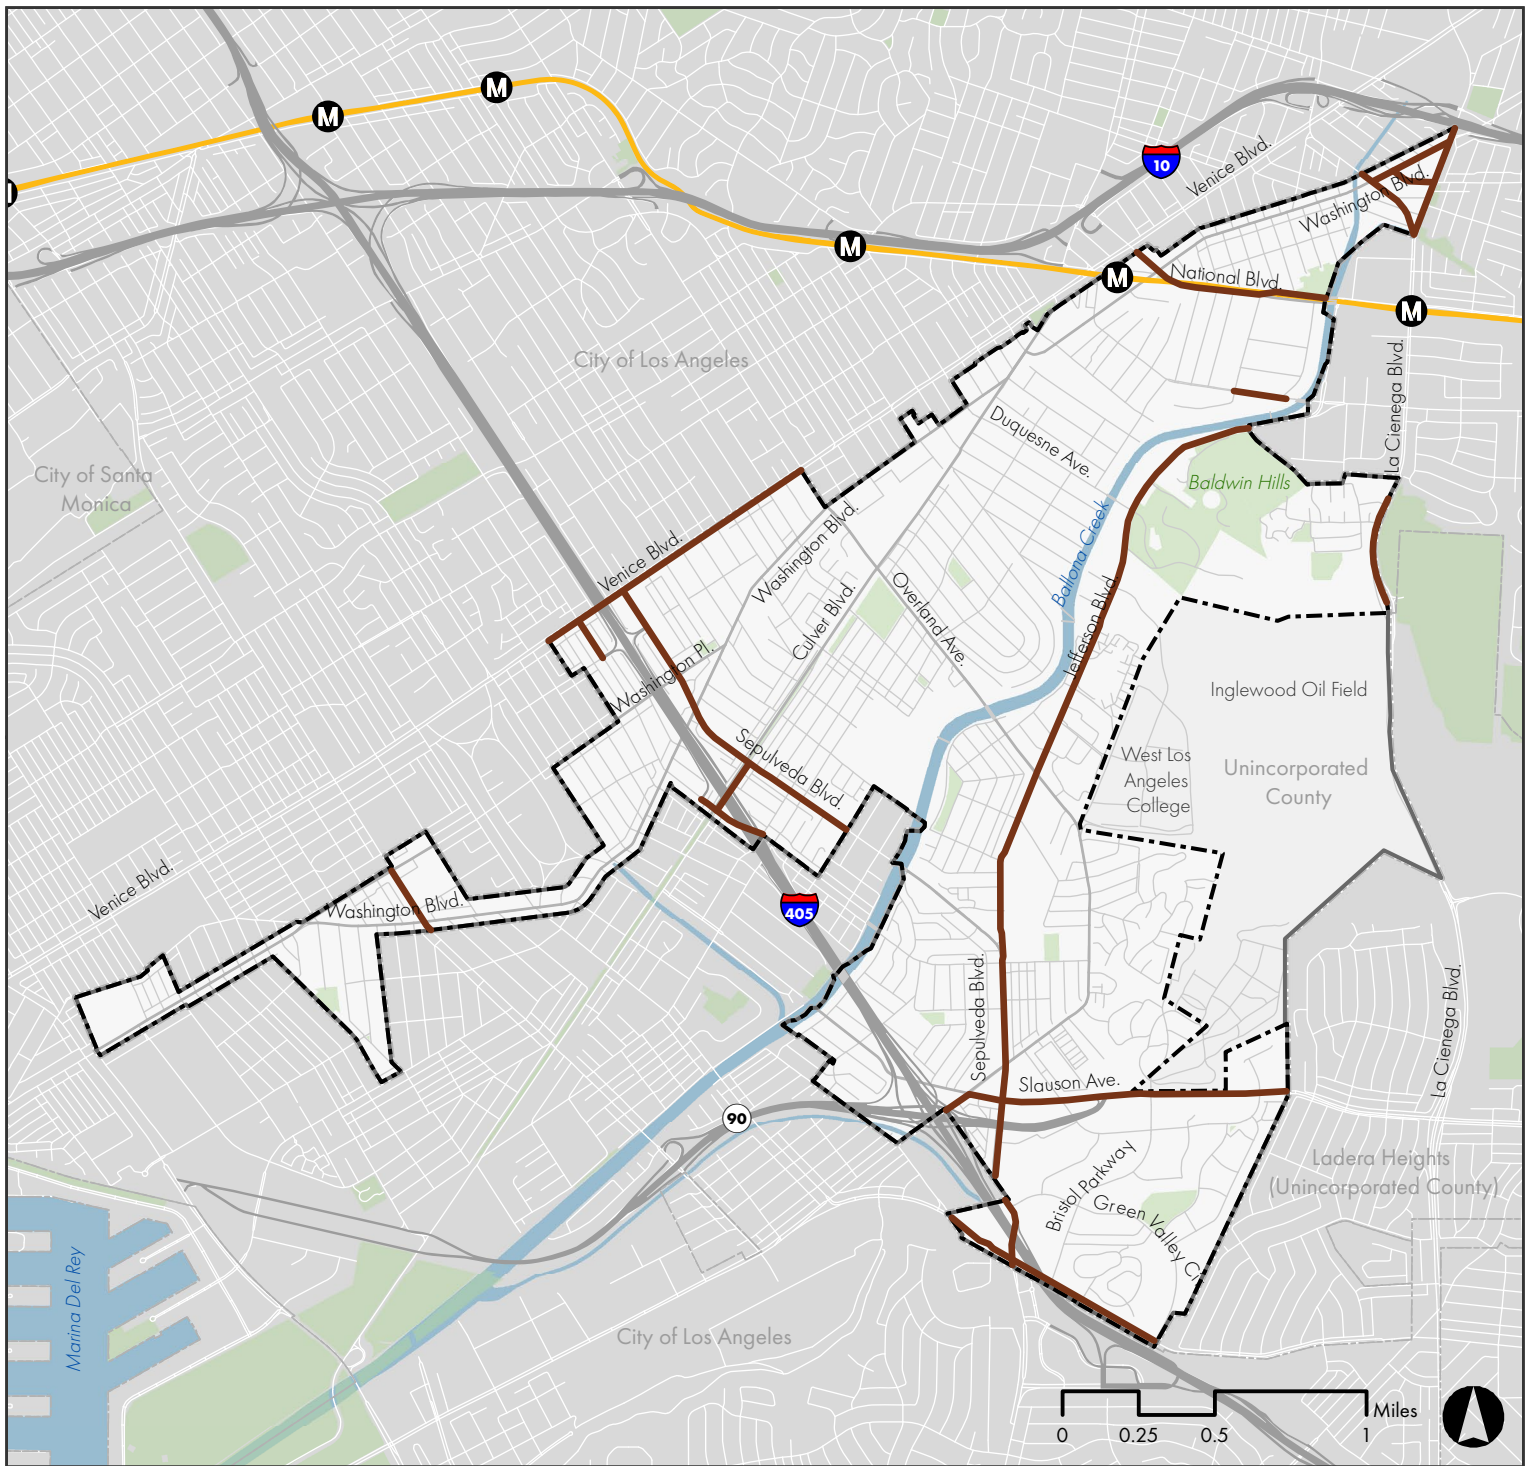 M
M
10
Venice Blvd.
Washington Blvd.
M
M
National Blvd.
M
City of Los Angeles
La Cienega Blvd.
Duquesne Ave.
City of Santa
Monica
Baldwin Hills
Ballona Creek
Venice Blvd.
Washington Blvd.
Culver Blvd.
Overland Ave.
Jefferson Blvd.
Washington Pl.
Inglewood Oil Field
Sepulveda Blvd.
West Los
Angeles
College
Unincorporated
County
Venice Blvd.
Washington Blvd.
405
Sepulveda Blvd.
La Cienega Blvd.
Slauson Ave.
90
Bristol Parkway
Green Valley Ci
Ladera Heights
(Unincorporated County)
Marina Del Rey
City of Los Angeles
Miles
0 0.25 0.5 1